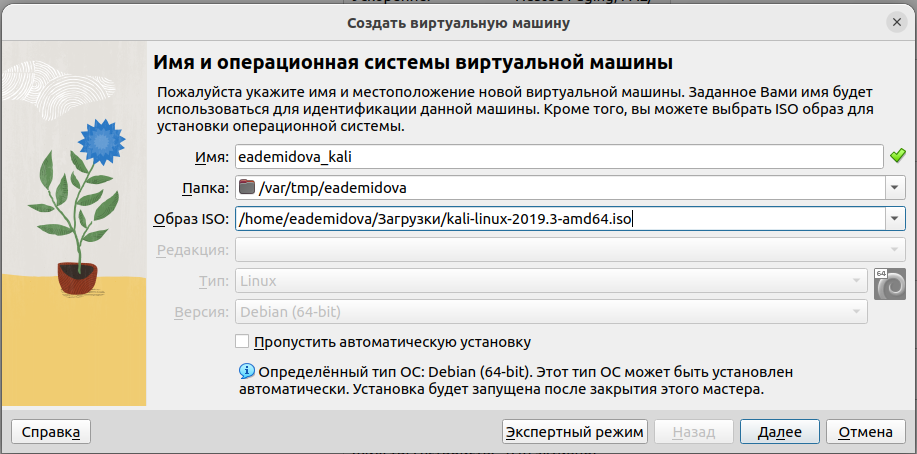 Создать виртуальную машину
Имя и операционная системы виртуальной машины
Пожалуйста укажите имя и местоположение новой виртуальной машины. Заданное Вами имя будет
использоваться для идентификации данной машины. Кроме того, вы можете выбрать ISO образ для
установки операционной системы.
Имя: eademidova_kali
Папка: /var/tmp/eademidova
Образ ISO: /home/eademidova/Загрузки/kali-linux-2019.3-amd64.iso
Редакция:
Тип: Linux
64
Версия: Debian (64-bit)
Пропустить автоматическую установку
Определённый тип ОС: Debian (64-bit). Этот тип ОС может быть установлен
автоматически. Установка будет запущена после закрытия этого мастера.
Справка Экспертный режим Назад Далее Отмена